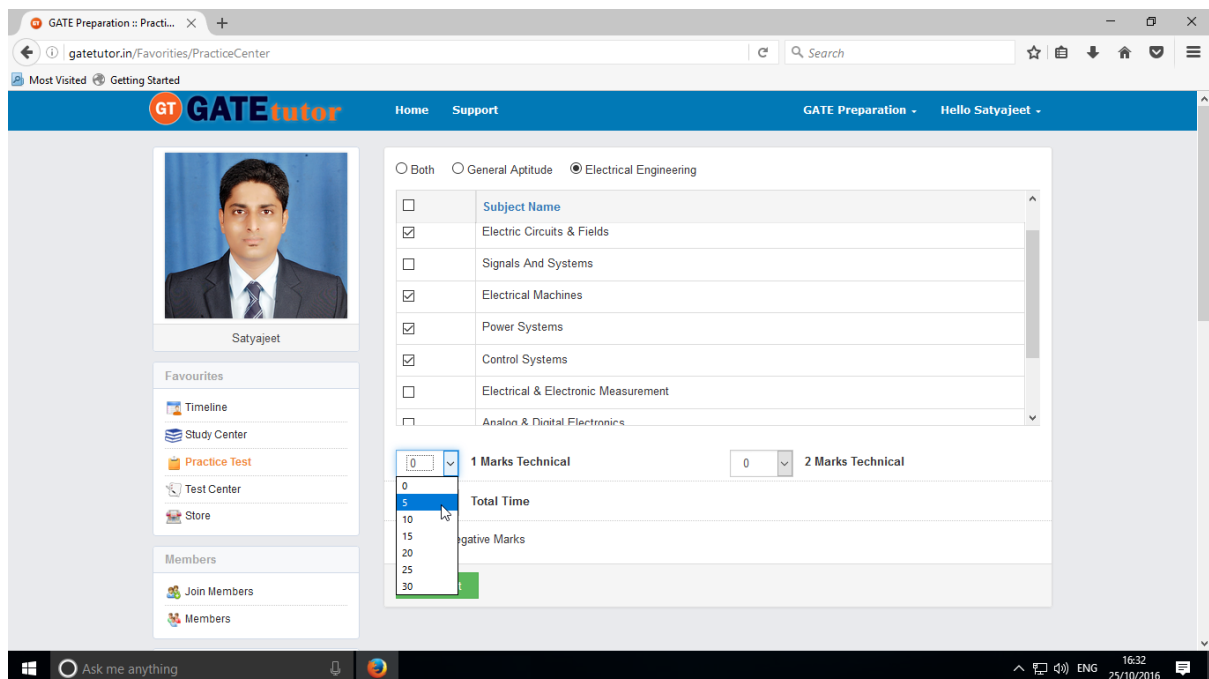 GT GATE Preparation :: Practi...
gatetutor.in/Favorities/PracticeCenter
Search
Most Visited Getting Started
GT GATEtutor Home Support GATE Preparation Hello Satyajeet
Satyajeet
Favourites
Timeline
Study Center
Practice Test
Test Center
Store
Members
Join Members
Members
Both General Aptitude Electrical Engineering
Subject Name
Electric Circuits & Fields
Signals And Systems
Electrical Machines
Power Systems
Control Systems
Electrical & Electronic Measurement
Analog & Digital Electronics
0 1 Marks Technical 0 2 Marks Technical
0
5 Total Time
10
15 egative Marks
20
25
30
Ask me anything
ENG 16:32
25/10/2016